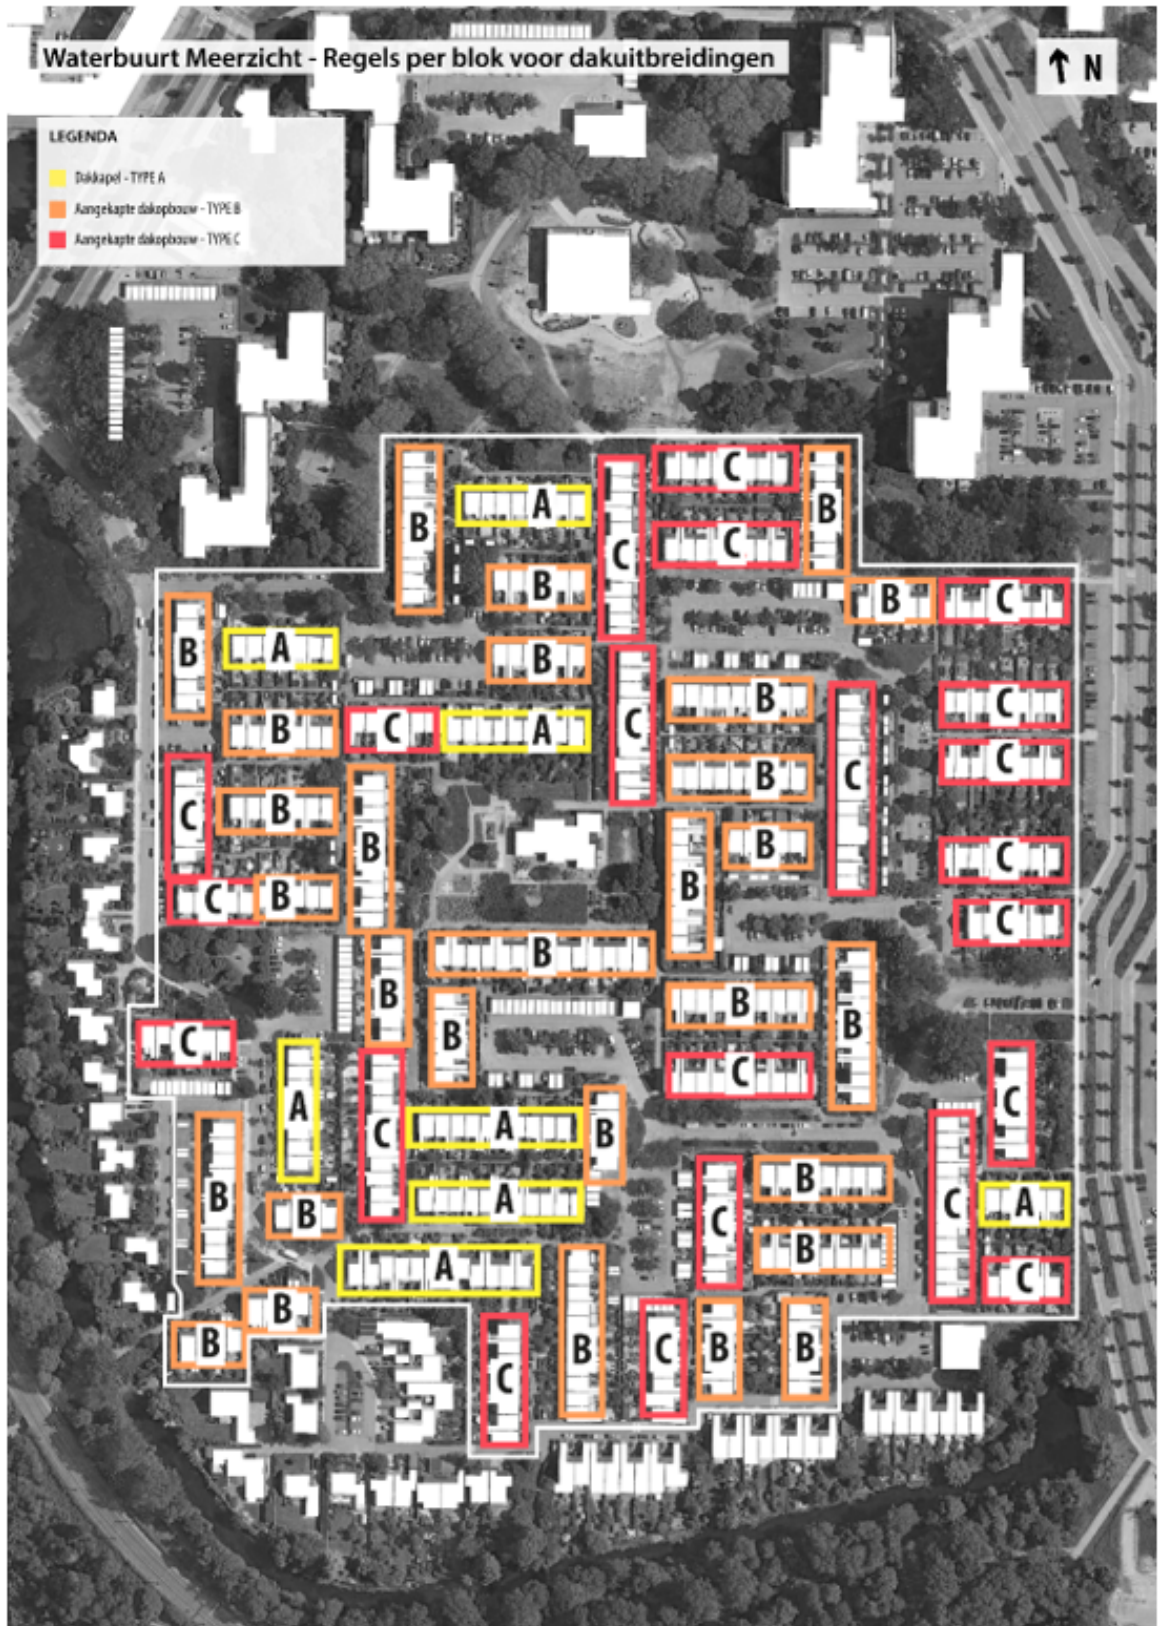 Waterbuurt Meerzicht - Regels per blok voor dakuitbreidingen
N
LEGENDA
Dakkapel - TYPE A
Aangekapte dakopbouw - TYPE B
Aangekapte dakopbouw - TYPE C
C
A
B
B
C
C
B
B
C
B
A
B
B
C
B
C
A
C
C
B
C
C
B
B
B
C
C
B
B
C
B
B
B
B
C
B
C
A
C
C
A
B
B
B
A
C
A
B
C
B
A
C
B
B
B
C
B
B
C